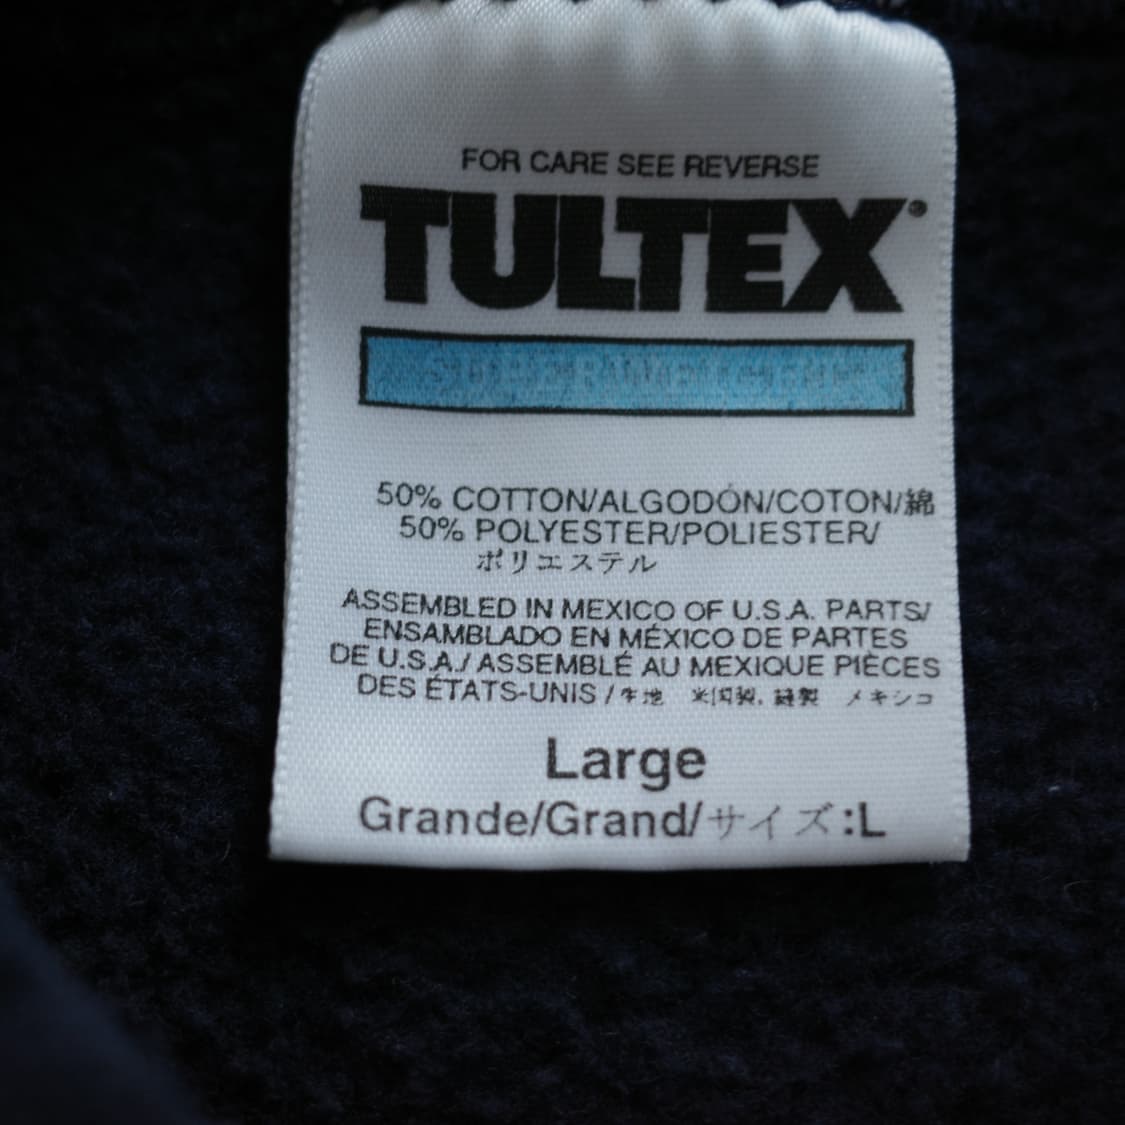 FOR CARE SEE REVERSE
TULTEX®
SUPERWEIGHT
50% COTTON/ALGODÓN/COTON/綿
50% POLYESTER/POLIESTER/
ポリエステル
ASSEMBLED IN MEXICO OF U.S.A. PARTS/
ENSAMBLADO EN MÉXICO DE PARTES
DE U.S.A./ASSEMBLÉ AU MEXIQUE PIÈCES
DES ÉTATS-UNIS/生地 米国製, 縫製 メキシコ
Large
Grande/Grand/サイズ:L